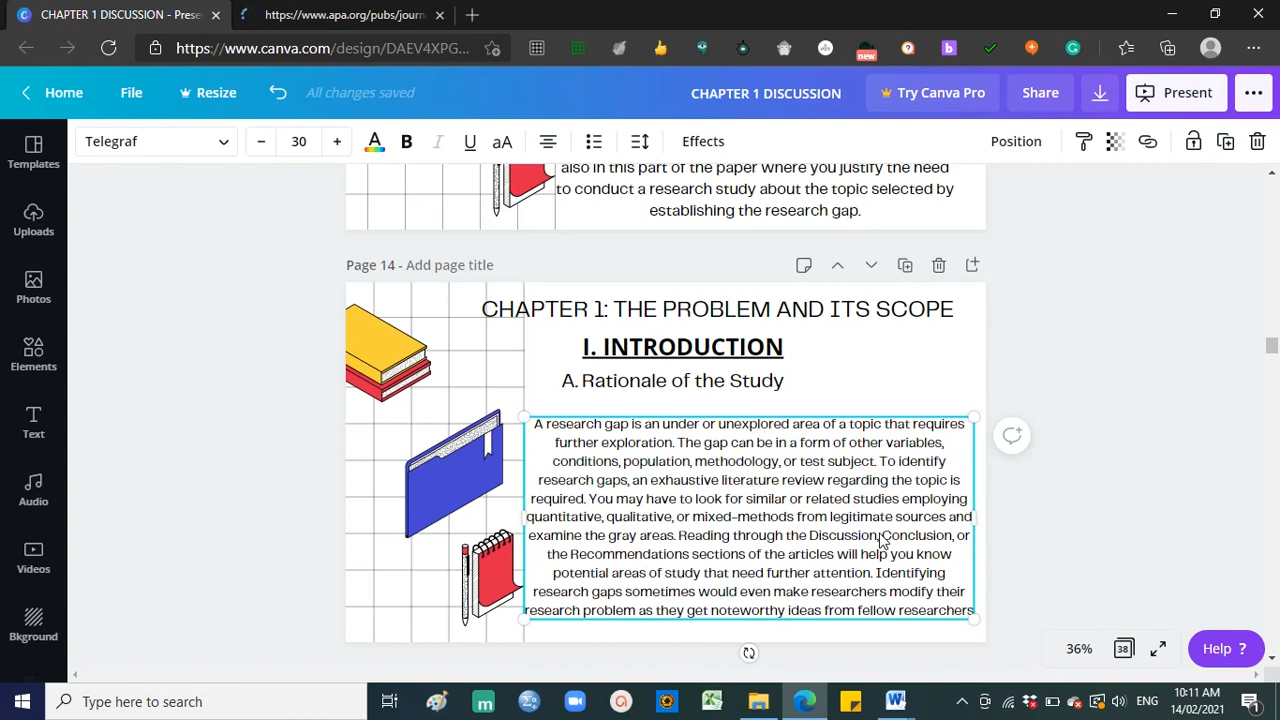 CHAPTER 1 DISCUSSION - Prese
https://www.apa.org/pubs/journ
https://www.canva.com/design/DAEV4XPG...
new
Home
File
Resize
All changes saved
CHAPTER 1 DISCUSSION
Try Canva Pro
Share
Present
Telegraf
30
B
I
U
aA
Effects
Position
Templates
Uploads
Photos
Elements
Text
Audio
Videos
Bkground
also in this part of the paper where you justify the need
to conduct a research study about the topic selected by
establishing the research gap.
Page 14 - Add page title
CHAPTER 1: THE PROBLEM AND ITS SCOPE
I. INTRODUCTION
A. Rationale of the Study
A research gap is an under or unexplored area of a topic that requires
further exploration. The gap can be in a form of other variables,
conditions, population, methodology, or test subject. To identify
research gaps, an exhaustive literature review regarding the topic is
required. You may have to look for similar or related studies employing
quantitative, qualitative, or mixed-methods from legitimate sources and
examine the gray areas. Reading through the Discussion, Conclusion, or
the Recommendations sections of the articles will help you know
potential areas of study that need further attention. Identifying
research gaps sometimes would even make researchers modify their
research problem as they get noteworthy ideas from fellow researchers
36%
38
Help ?
Type here to search
ENG
10:11 AM
14/02/2021